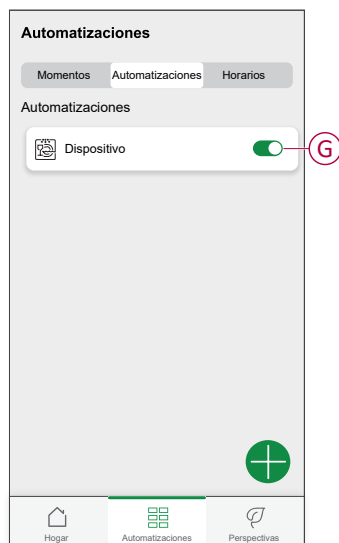 Automatizaciones
Momentos Automatizaciones Horarios
Automatizaciones
Dispositivo G
Hogar Automatizaciones Perspectivas